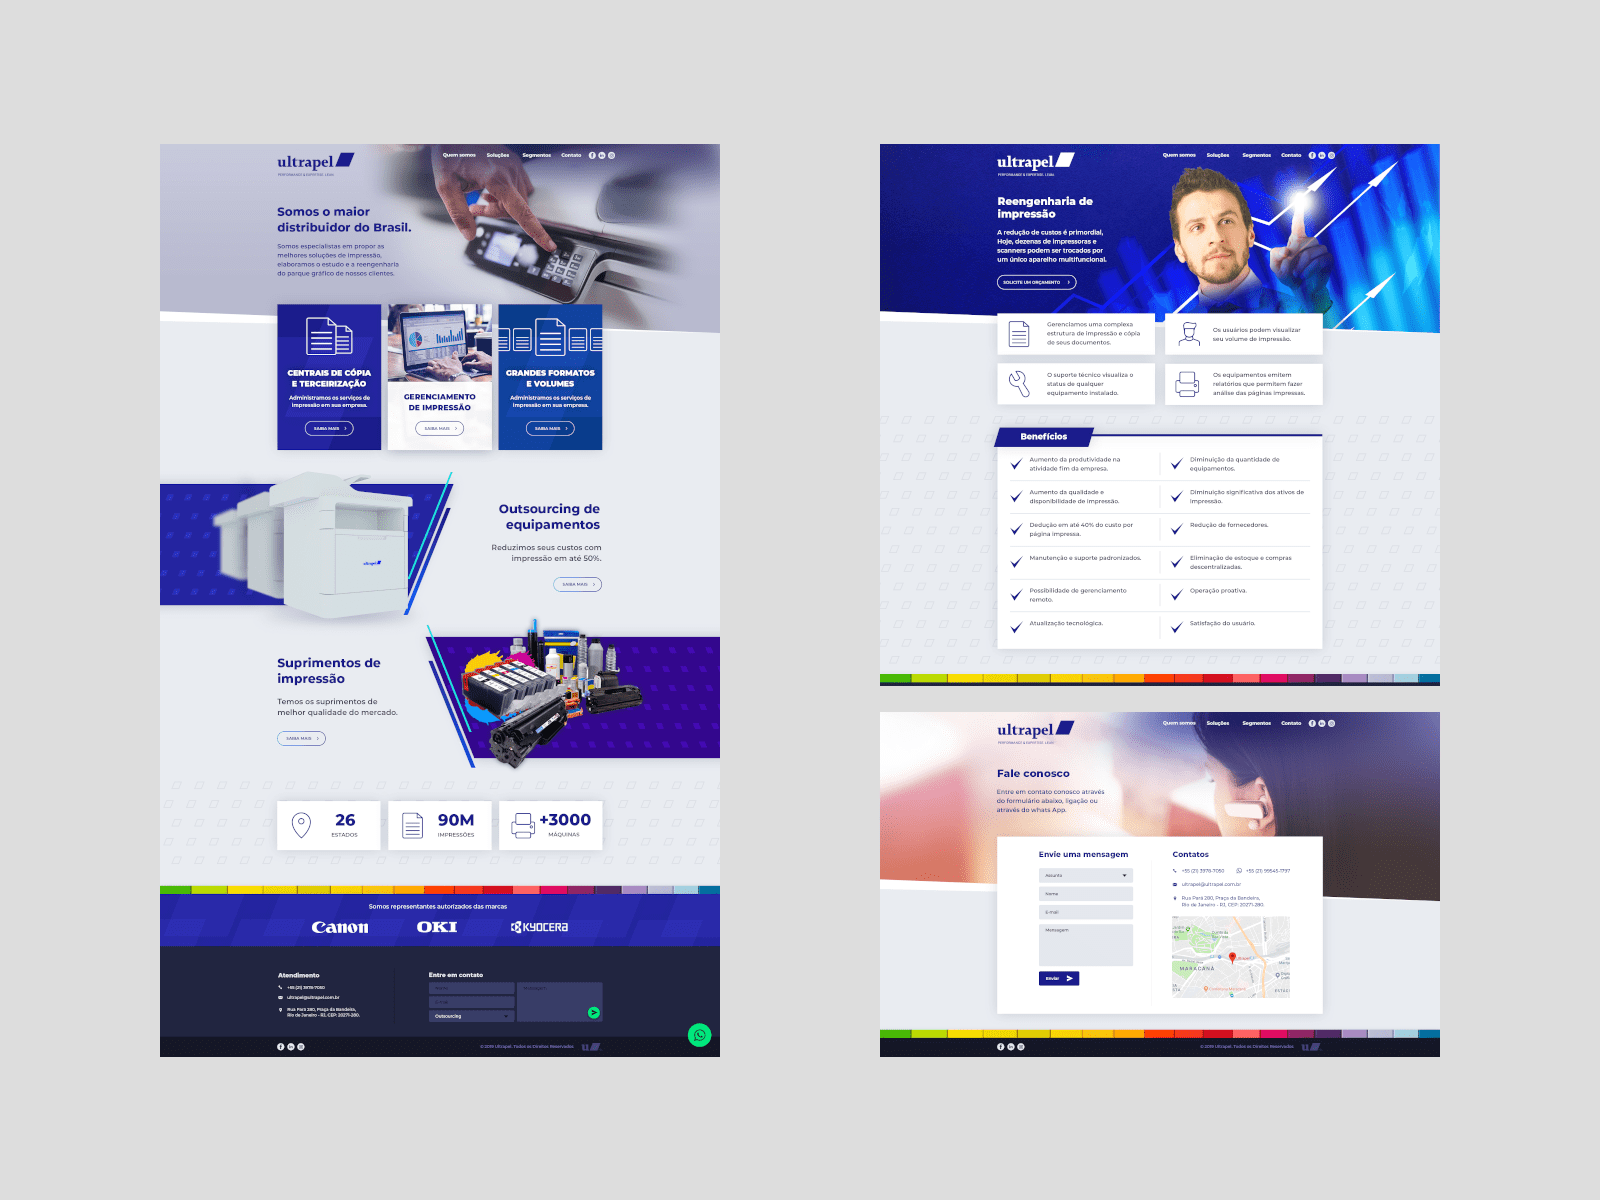 ultrapel
PERFORMANCE & EXPERTISE. LEGAL
Quem somos Soluções Segmentos Contato
Somos o maior
distribuidor do Brasil.
Somos especialistas em propor as
melhores soluções de impressão,
elaboramos o estudo e a reengenharia
do parque gráfico de nossos clientes.
CENTRAIS DE CÓPIA
E TERCEIRIZAÇÃO
Administramos os serviços de
impressão em sua empresa.
SAIBA MAIS
GERENCIAMENTO
DE IMPRESSÃO
SAIBA MAIS
GRANDES FORMATOS
E VOLUMES
Administramos os serviços de
impressão em sua empresa.
SAIBA MAIS
ultrapel
Outsourcing de
equipamentos
Reduzimos seus custos com
impressão em até 50%.
SAIBA MAIS
Suprimentos de
impressão
Temos os suprimentos de
melhor qualidade do mercado.
SAIBA MAIS
26
ESTADOS
90M
IMPRESSÕES
+3000
MÁQUINAS
Somos representantes autorizados das marcas
Canon OKI KYOCERA
Atendimento
+55 (21) 3978-7050
ultrapel@ultrapel.com.br
Rua Pará 280, Praça da Bandeira,
Rio de Janeiro - RJ, CEP: 20271-280.
Entre em contato
Nome
E-mail
Outsourcing
Mensagem
© 2019 Ultrapel. Todos os Direitos Reservados
ultrapel
Quem somos Soluções Segmentos Contato
Reengenharia de
impressão
A redução de custos é primordial,
Hoje, dezenas de impressoras e
scanners podem ser trocados por
um único aparelho multifuncional.
SOLICITE UM ORÇAMENTO
Gerenciamos uma complexa
estrutura de impressão e cópia
de seus documentos.
Os usuários podem visualizar
seu volume de impressão.
O suporte técnico visualiza o
status de qualquer
equipamento instalado.
Os equipamentos emitem
relatórios que permitem fazer
análise das páginas impressas.
Benefícios
Aumento da produtividade na
atividade fim da empresa.
Diminuição da quantidade de
equipamentos.
Aumento da qualidade e
disponibilidade de impressão.
Diminuição significativa dos ativos de
impressão.
Dedução em até 40% do custo por
página impressa.
Redução de fornecedores.
Manutenção e suporte padronizados.
Eliminação de estoque e compras
descentralizadas.
Possibilidade de gerenciamento
remoto.
Operação proativa.
Atualização tecnológica.
Satisfação do usuário.
ultrapel
Quem somos Soluções Segmentos Contato
Fale conosco
Entre em contato conosco através
do formulário abaixo, ligação ou
através do whats App.
Envie uma mensagem
Assunto
Nome
E-mail
Mensagem
Enviar
Contatos
+55 (21) 3978-7050 +55 (21) 99545-1797
ultrapel@ultrapel.com.br
Rua Pará 280, Praça da Bandeira,
Rio de Janeiro - RJ, CEP: 20271-280.
MARACANÃ
© 2019 Ultrapel. Todos os Direitos Reservados